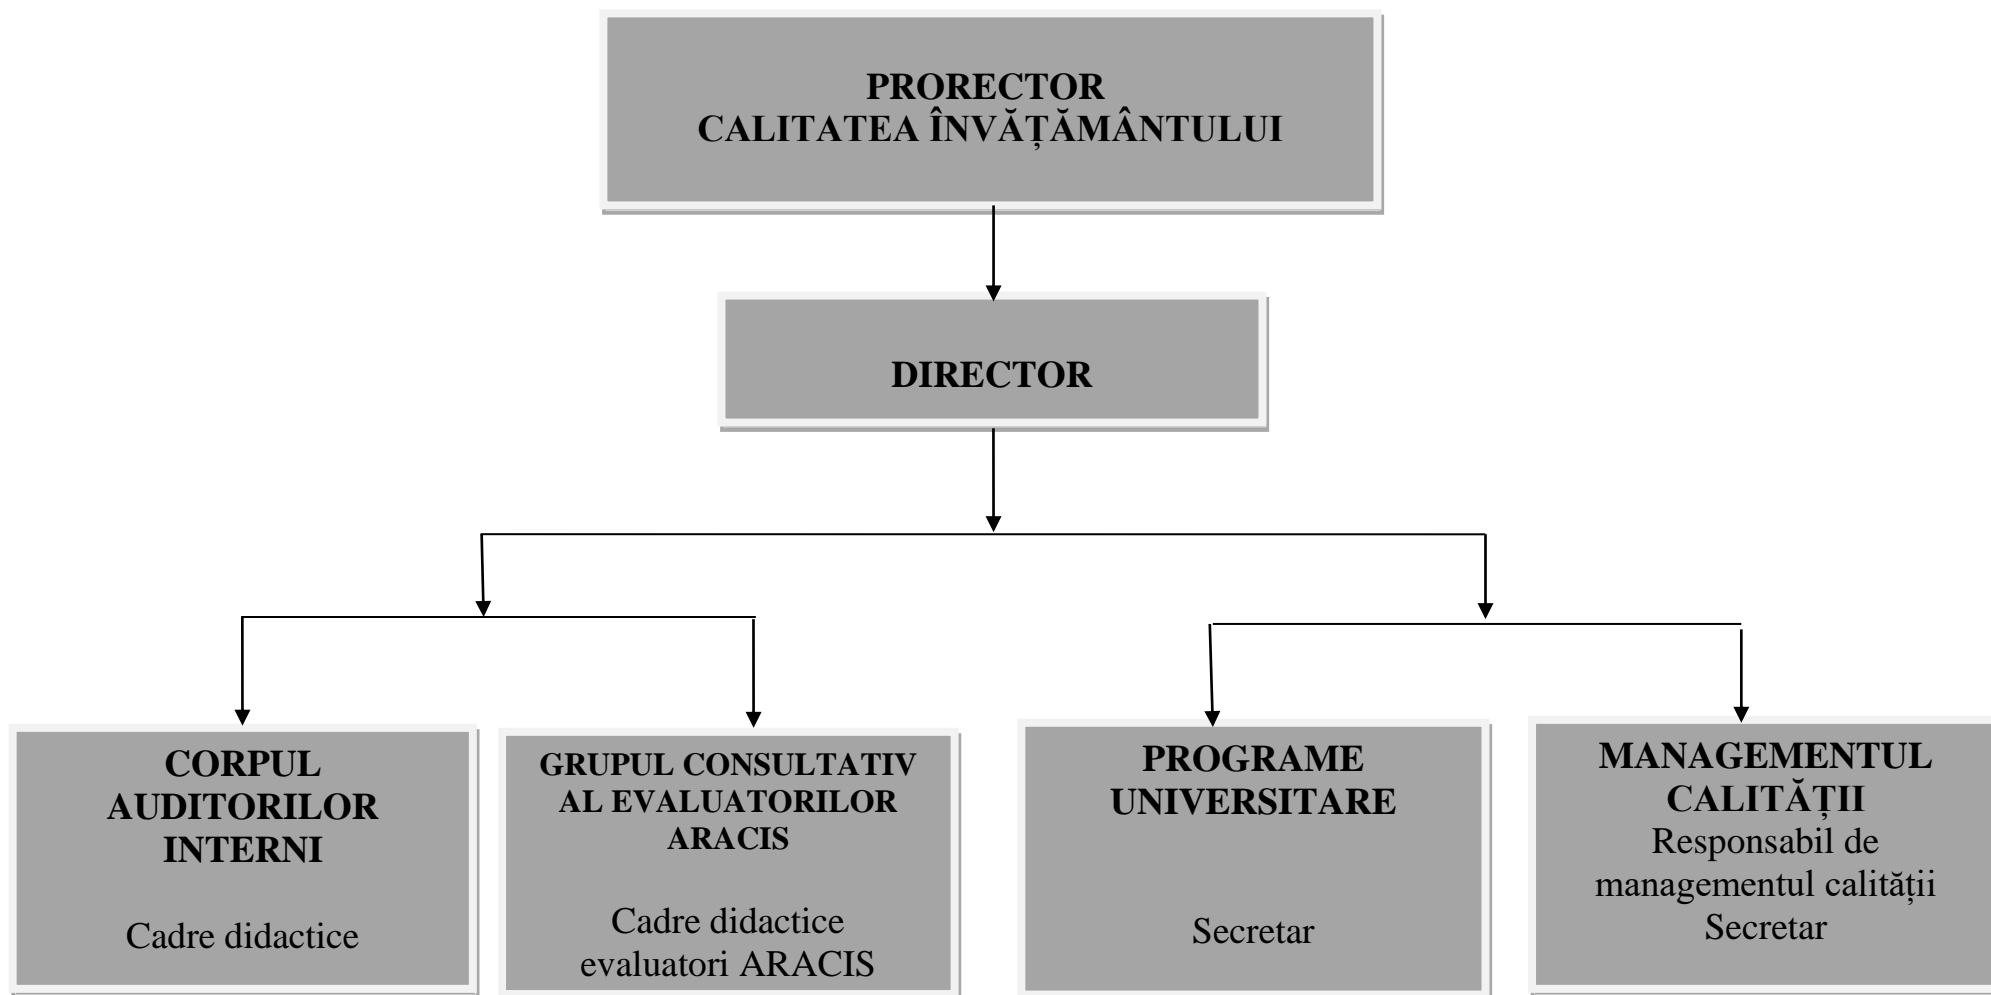 PRORECTOR
CALITATEA ÎNVĂȚĂMÂNTULUI
DIRECTOR
CORPUL
AUDITORILOR
INTERNI
Cadre didactice
GRUPUL CONSULTATIV
AL EVALUATORILOR
ARACIS
Cadre didactice
evaluatori ARACIS
PROGRAME
UNIVERSITARE
Secretar
MANAGEMENTUL
CALITĂȚII
Responsabil de
managementul calității
Secretar